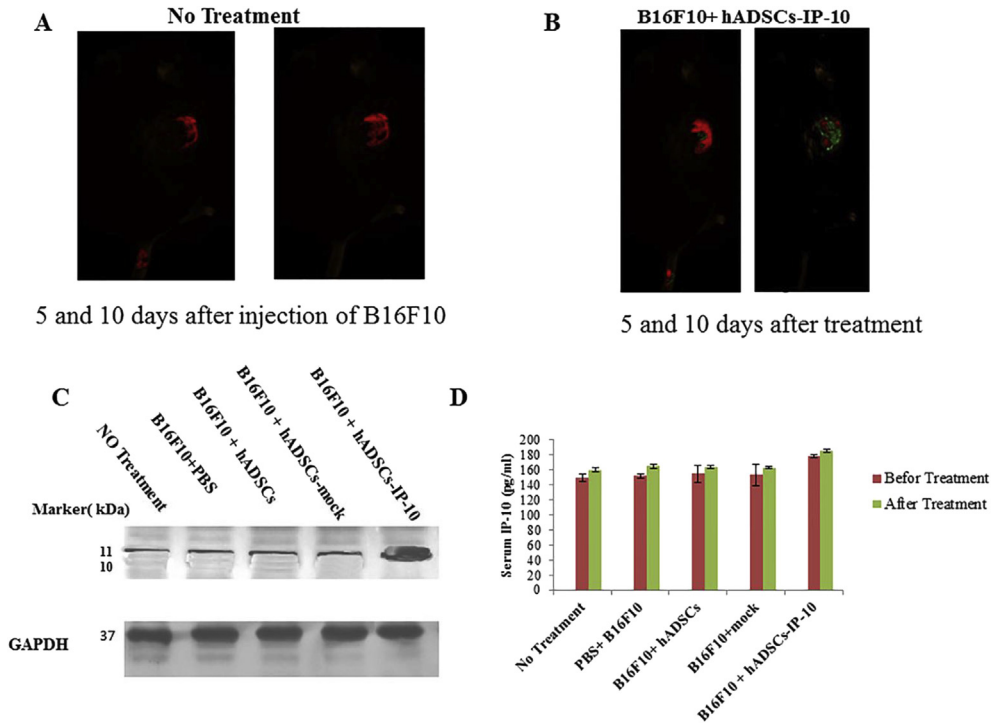 A
No Treatment
5 and 10 days after injection of B16F10
B
B16F10+ hADSCs-IP-10
5 and 10 days after treatment
C
NO Treatment
B16F10+PBS
B16F10 + hADSCs
B16F10 + hADSCs-mock
B16F10 + hADSCs-IP-10
Marker( kDa)
11
10
GAPDH
37
D
Serum IP-10 (pg/ml)
200
180
160
140
120
100
80
60
40
20
0
No Treatment
PBS+ B16F10
B16F10+ hADSCs
B16F10+mock
B16F10 + hADSCs-IP-10
Befor Treatment
After Treatment